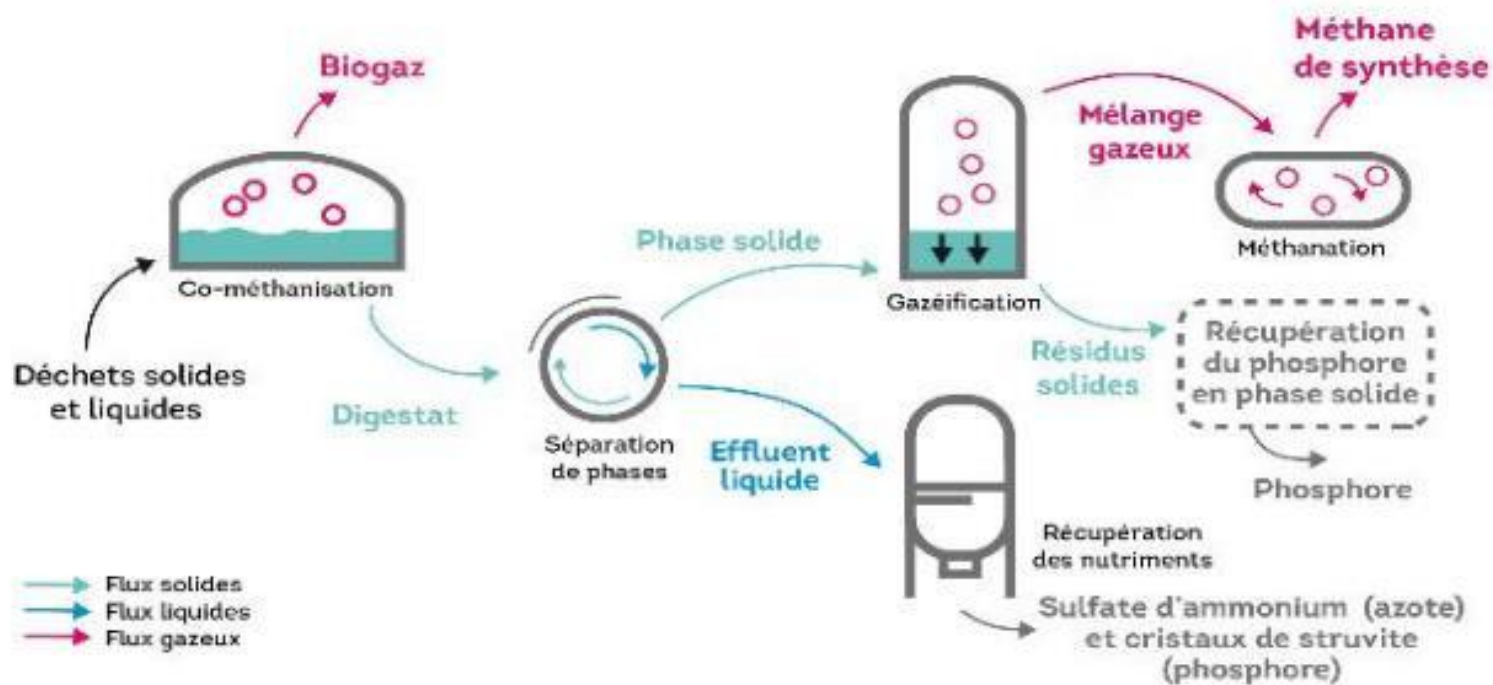 Biogaz
Méthane
de synthèse
Mélange
gazeux
Phase solide
Méthanation
Co-méthanisation
Gazéification
Déchets solides
et liquides
Digestat
Résidus
solides
Récupération
du phosphore
en phase solide
Séparation
de phases
Effluent
liquide
Phosphore
Récupération
des nutriments
Flux solides
Flux liquides
Flux gazeux
Sulfate d'ammonium (azote)
et cristaux de struvite
(phosphore)